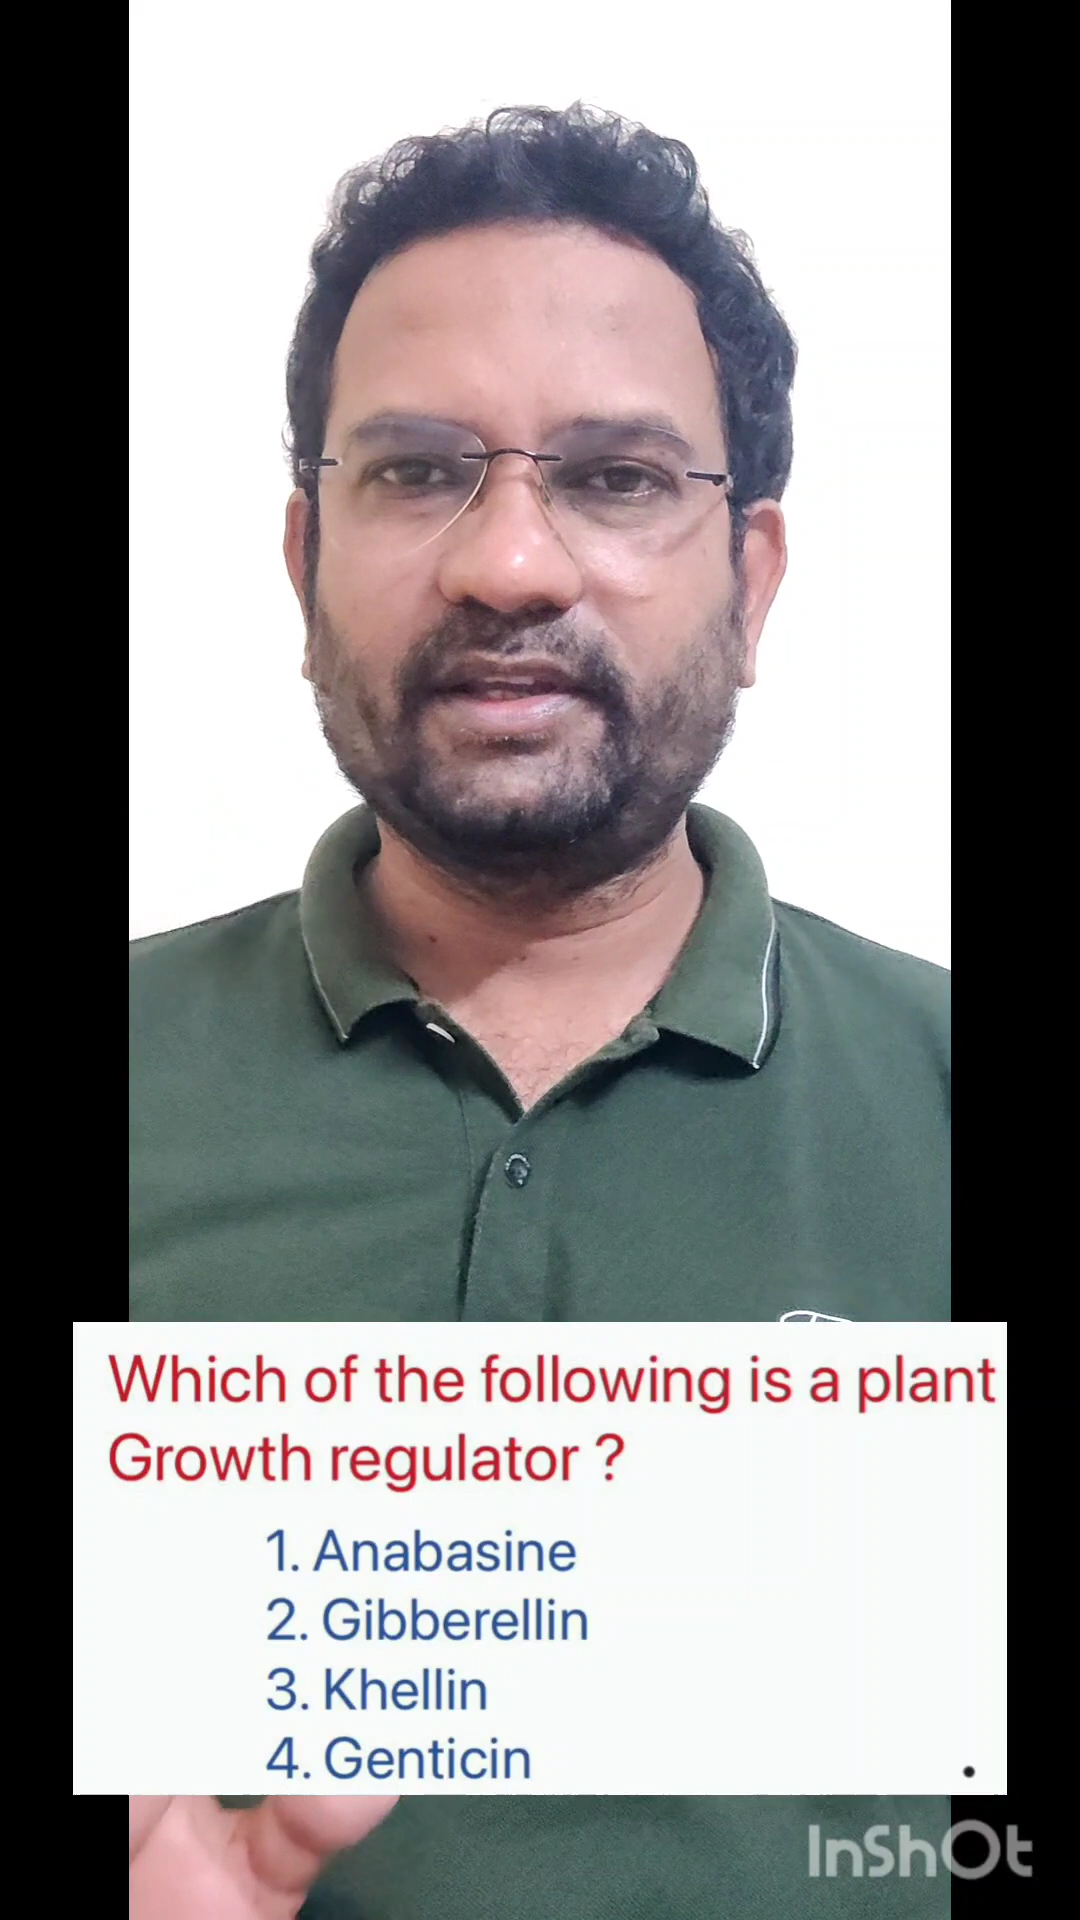 Which of the following is a plant
Growth regulator ?
1. Anabasine
2. Gibberellin
3. Khellin
4. Genticin
InShOt